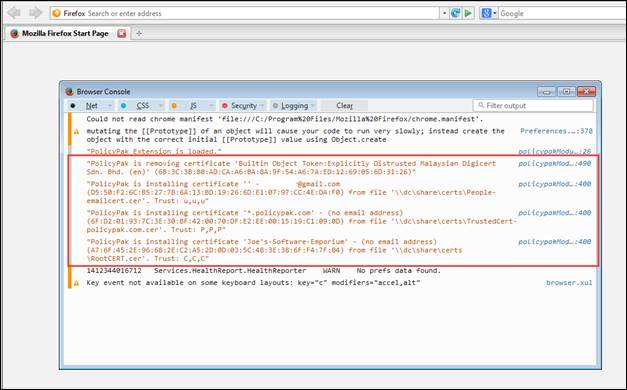 Firefox Search or enter address
Google
Mozilla Firefox Start Page
Browser Console
Net CSS JS Security Logging Clear Filter output
Could not read chrome manifest 'file:///C:/Program%20Files/Mozilla%20Firefox/chrome.manifest'.
mutating the [[Prototype]] of an object will cause your code to run very slowly; instead create the Preferences.…:378
object with the correct initial [[Prototype]] value using Object.create
"PolicyPak Extension is loaded." policypakModu…:26
"PolicyPak is removing certificate 'Builtin Object Token:Explicitly Distrusted Malaysian Digicert policypakMod…:490
Sdn. Bhd. (en)' (6B:3C:3B:80:AD:CA:A6:BA:8A:9F:54:A6:7A:ED:12:69:05:6D:31:26)"
"PolicyPak is installing certificate '' - @gmail.com policypakMod…:400
(D5:50:F2:6C:B5:27:7B:6A:13:BD:19:26:6D:E1:07:97:CC:4E:DA:F0) from file '\\dc\share\certs\People-
emailcert.cer'. Trust: u,u,u"
"PolicyPak is installing certificate '*.policypak.com' - (no email address) policypakMod…:400
(6F:D2:01:93:7C:3E:30:8F:42:00:70:DF:E2:EE:00:15:19:C1:09:0D) from file '\\dc\share\certs\TrustedCert-
policypak.com.cer'. Trust: P,P,P"
"PolicyPak is installing certificate 'Joe's-Software-Emporium' - (no email address) policypakMod…:400
(A7:6F:45:2E:96:68:2E:C2:A5:2D:0D:03:5C:48:3E:38:6F:F4:7F:04) from file '\\dc\share\certs
\RootCERT.cer'. Trust: C,C,C"
1412344016712 Services.HealthReport.HealthReporter WARN No prefs data found.
Key event not available on some keyboard layouts: key="c" modifiers="accel,alt" browser.xul